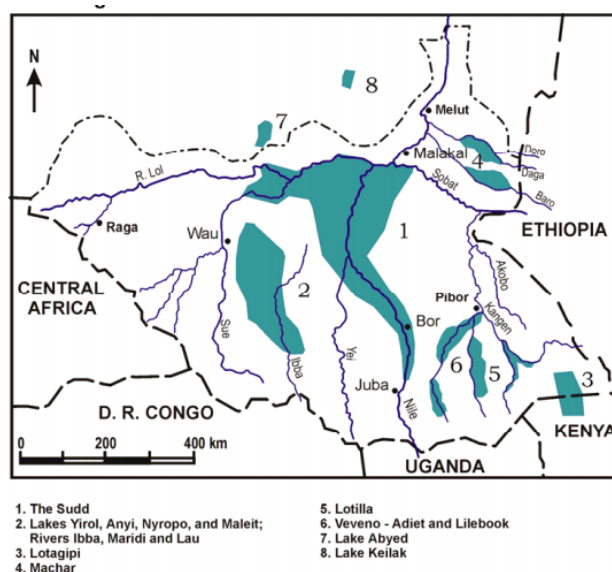 N
8
7
Melut
Malakal
4
Doro
Daga
Baro
R. Lol
Sobat
Raga
Wau
1
ETHIOPIA
CENTRAL
AFRICA
2
Akobo
Pibor
Kangen
Sue
Bor
Ibba
Yei
6
5
3
Juba
Nile
D. R. CONGO
KENYA
0 200 400 km
UGANDA
1. The Sudd
2. Lakes Yirol, Anyi, Nyropo, and Maleit;
Rivers Ibba, Maridi and Lau
3. Lotagipi
4. Machar
5. Lotilla
6. Veveno - Adiet and Lilebook
7. Lake Abyed
8. Lake Keilak